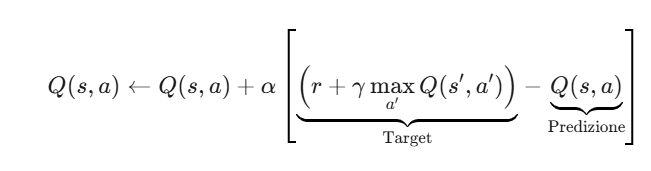 Q(s, a) ← Q(s, a) + α [ ( r + γ max_{a′} Q(s′, a′) ) − Q(s, a) ]
Target
Predizione